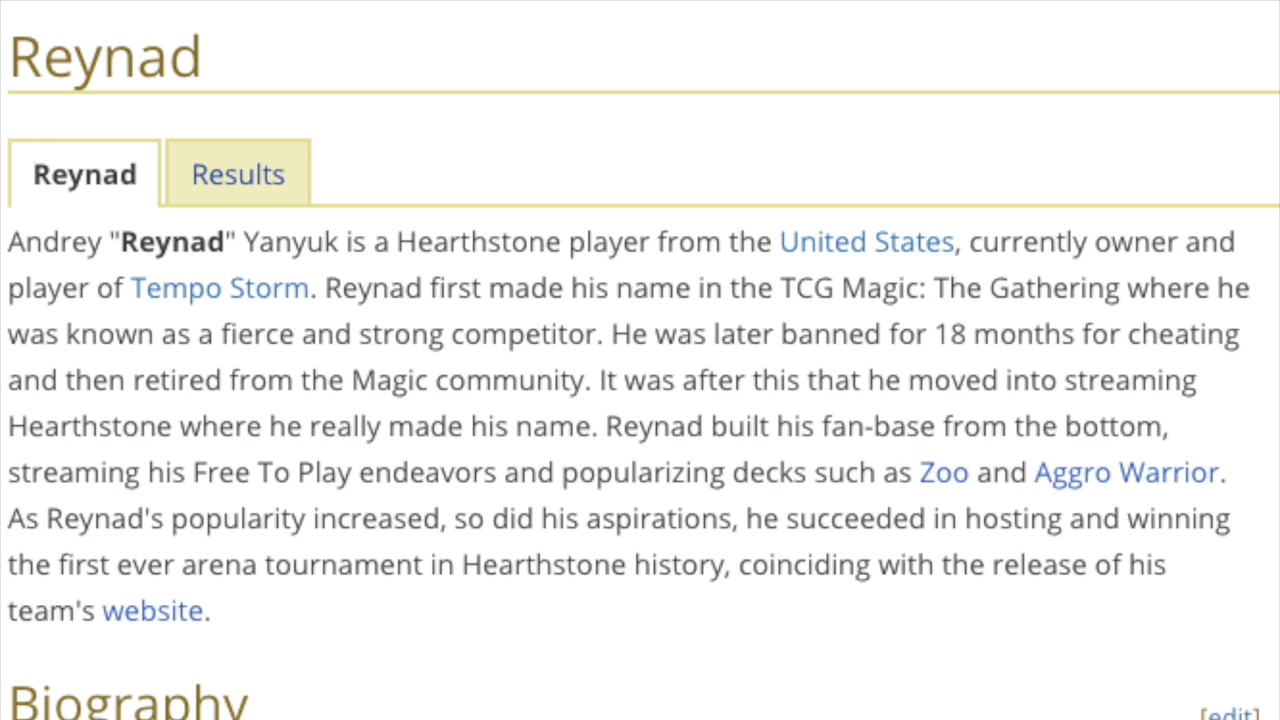 Reynad
Reynad Results
Andrey "Reynad" Yanyuk is a Hearthstone player from the United States, currently owner and
player of Tempo Storm. Reynad first made his name in the TCG Magic: The Gathering where he
was known as a fierce and strong competitor. He was later banned for 18 months for cheating
and then retired from the Magic community. It was after this that he moved into streaming
Hearthstone where he really made his name. Reynad built his fan-base from the bottom,
streaming his Free To Play endeavors and popularizing decks such as Zoo and Aggro Warrior.
As Reynad's popularity increased, so did his aspirations, he succeeded in hosting and winning
the first ever arena tournament in Hearthstone history, coinciding with the release of his
team's website.
Biography [edit]